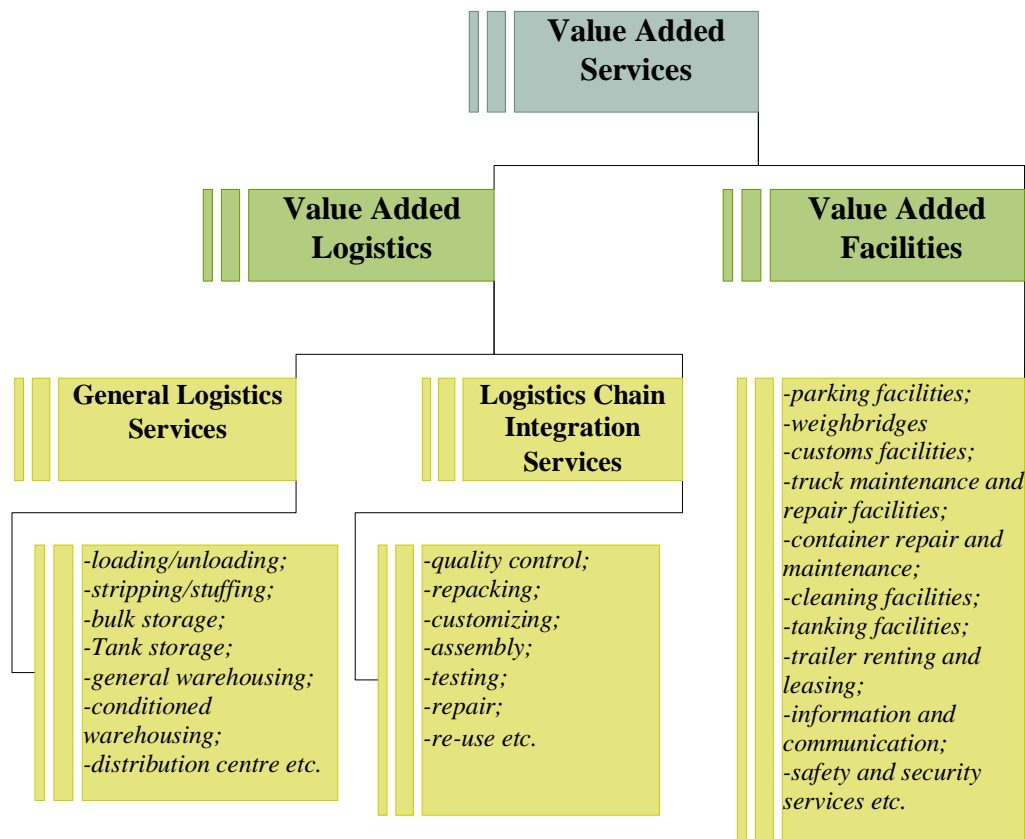 Value Added
Services
Value Added
Logistics
Value Added
Facilities
General Logistics
Services
Logistics Chain
Integration
Services
-loading/unloading;
-stripping/stuffing;
-bulk storage;
-Tank storage;
-general warehousing;
-conditioned
warehousing;
-distribution centre etc.
-quality control;
-repacking;
-customizing;
-assembly;
-testing;
-repair;
-re-use etc.
-parking facilities;
-weighbridges
-customs facilities;
-truck maintenance and
repair facilities;
-container repair and
maintenance;
-cleaning facilities;
-tanking facilities;
-trailer renting and
leasing;
-information and
communication;
-safety and security
services etc.